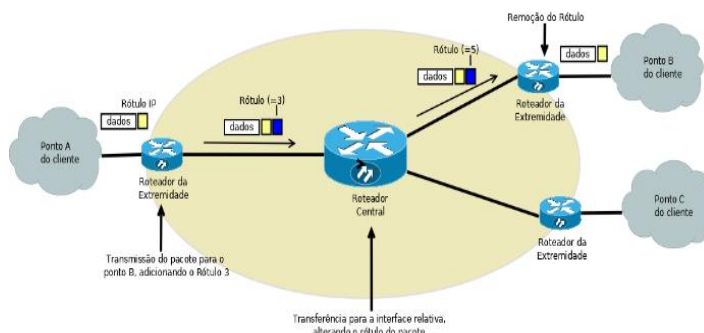 Remoção do Rótulo
Rótulo (=5)
dados
dados
Ponto B
do cliente
Roteador da
Extremidade
Rótulo IP
dados
Rótulo (=3)
dados
Ponto A
do cliente
Roteador da
Extremidade
Roteador
Central
Ponto C
do cliente
Roteador da
Extremidade
Transmissão do pacote para o
ponto B, adicionando o Rótulo 3
Transferência para a interface relativa,
alterando o rótulo do pacote